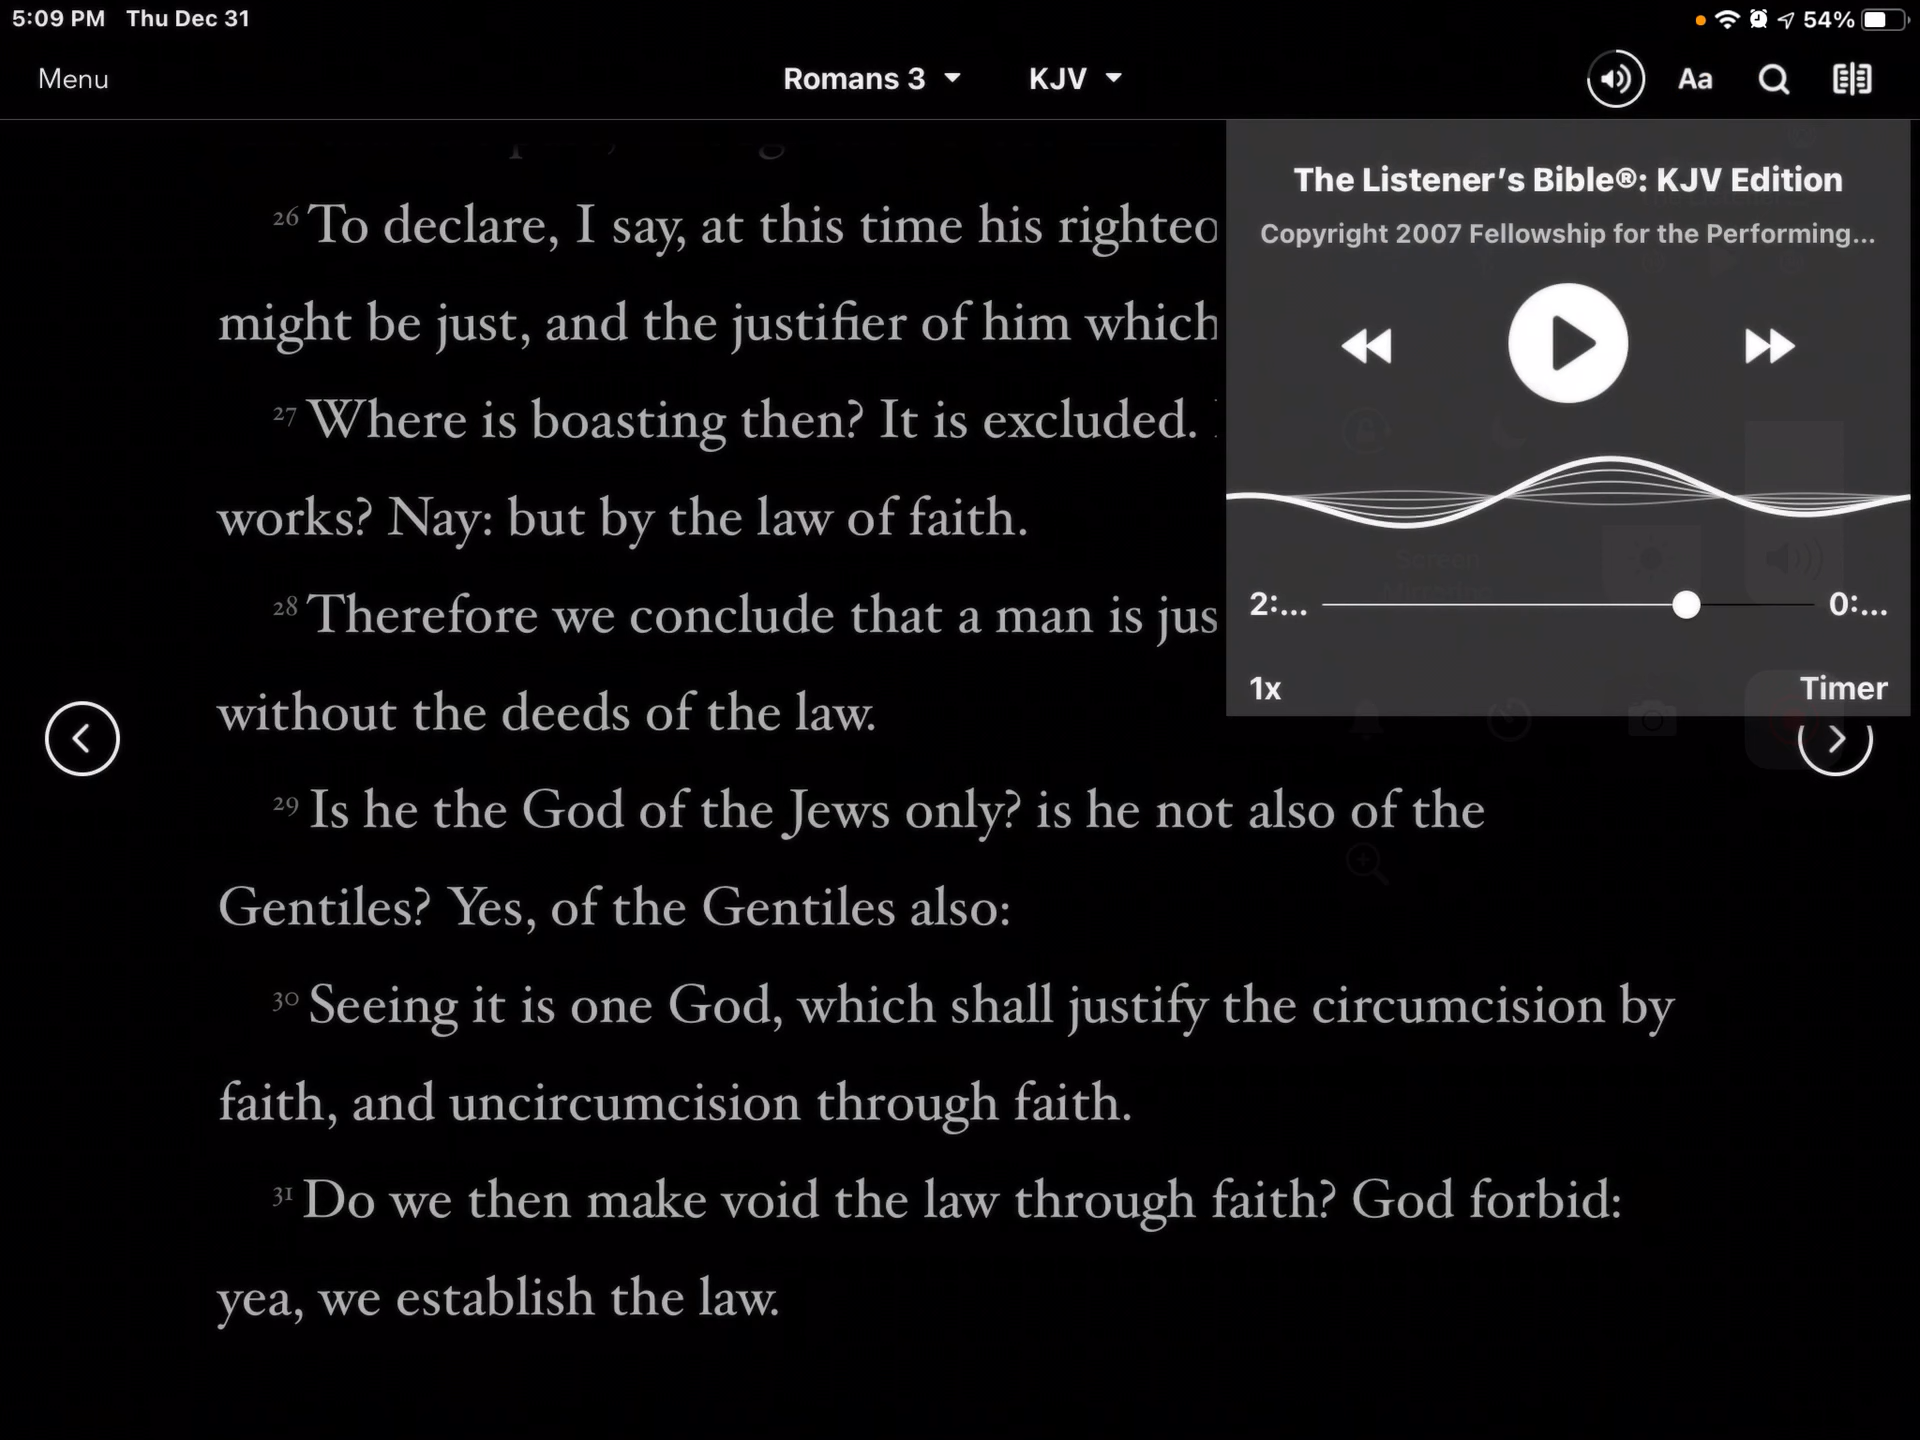 5:09 PM Thu Dec 31
54%
Menu
Romans 3
KJV
Aa
The Listener’s Bible®: KJV Edition
Copyright 2007 Fellowship for the Performing...
2:...
0:...
1x
Timer
Screen
Mirroring
26 To declare, I say, at this time his righteo
might be just, and the justifier of him which
27 Where is boasting then? It is excluded.
works? Nay: but by the law of faith.
28 Therefore we conclude that a man is jus
without the deeds of the law.
29 Is he the God of the Jews only? is he not also of the
Gentiles? Yes, of the Gentiles also:
30 Seeing it is one God, which shall justify the circumcision by
faith, and uncircumcision through faith.
31 Do we then make void the law through faith? God forbid:
yea, we establish the law.